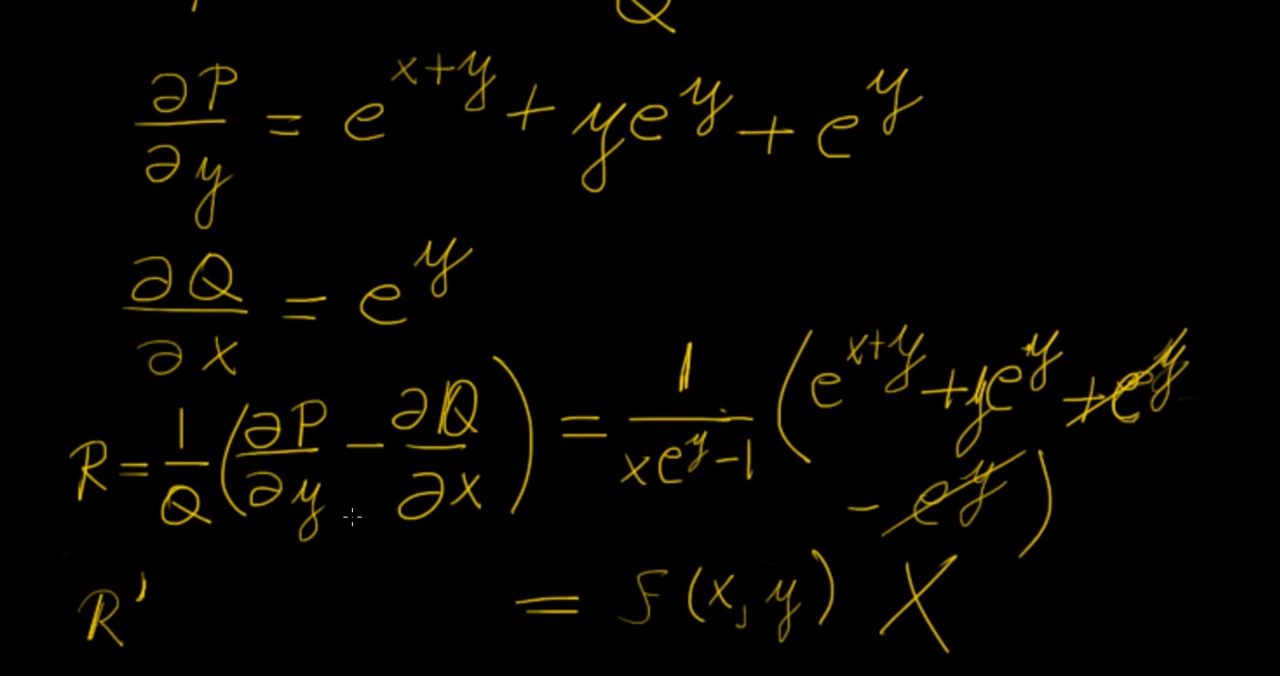 Q
∂P/∂y = e^(x+y) + ye^y + e^y
∂Q/∂x = e^y
R = 1/Q (∂P/∂y - ∂Q/∂x) = 1/(xe^y - 1) (e^(x+y) + ye^y + e^y
- e^y)
R' = f(x, y) X